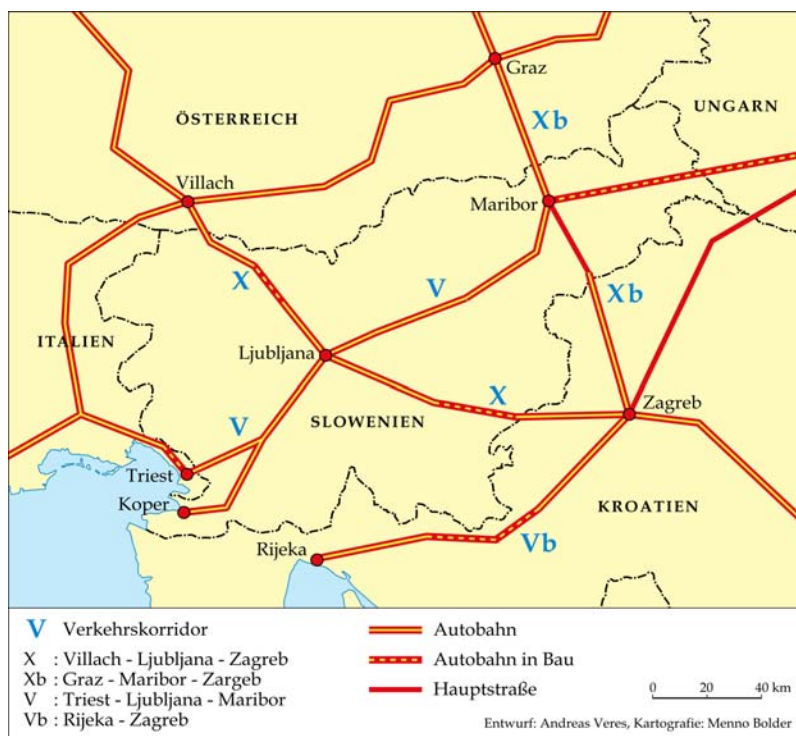 Graz
ÖSTERREICH
Xb
UNGARN
Villach
Maribor
X
V
Xb
ITALIEN
Ljubljana
X
Zagreb
V
SLOWENIEN
Triest
Koper
KROATIEN
Rijeka
Vb
V Verkehrskorridor
X : Villach - Ljubljana - Zagreb
Xb : Graz - Maribor - Zargeb
V : Triest - Ljubljana - Maribor
Vb : Rijeka - Zagreb
Autobahn
Autobahn in Bau
Hauptstraße
0 20 40 km
Entwurf: Andreas Veres, Kartografie: Menno Bolder